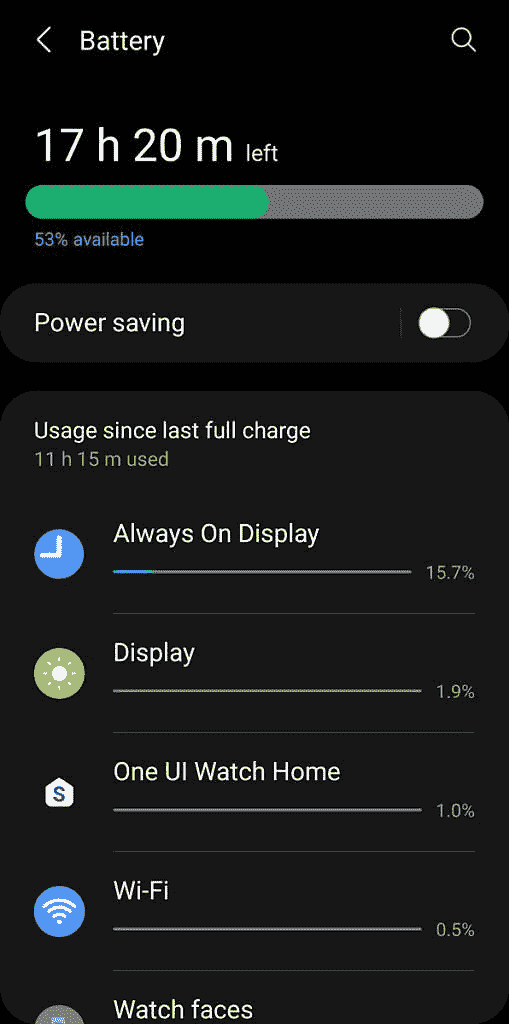 Battery
17 h 20 m left
53% available
Power saving
Usage since last full charge
11 h 15 m used
Always On Display
15.7%
Display
1.9%
One UI Watch Home
1.0%
S
Wi-Fi
0.5%
Watch faces